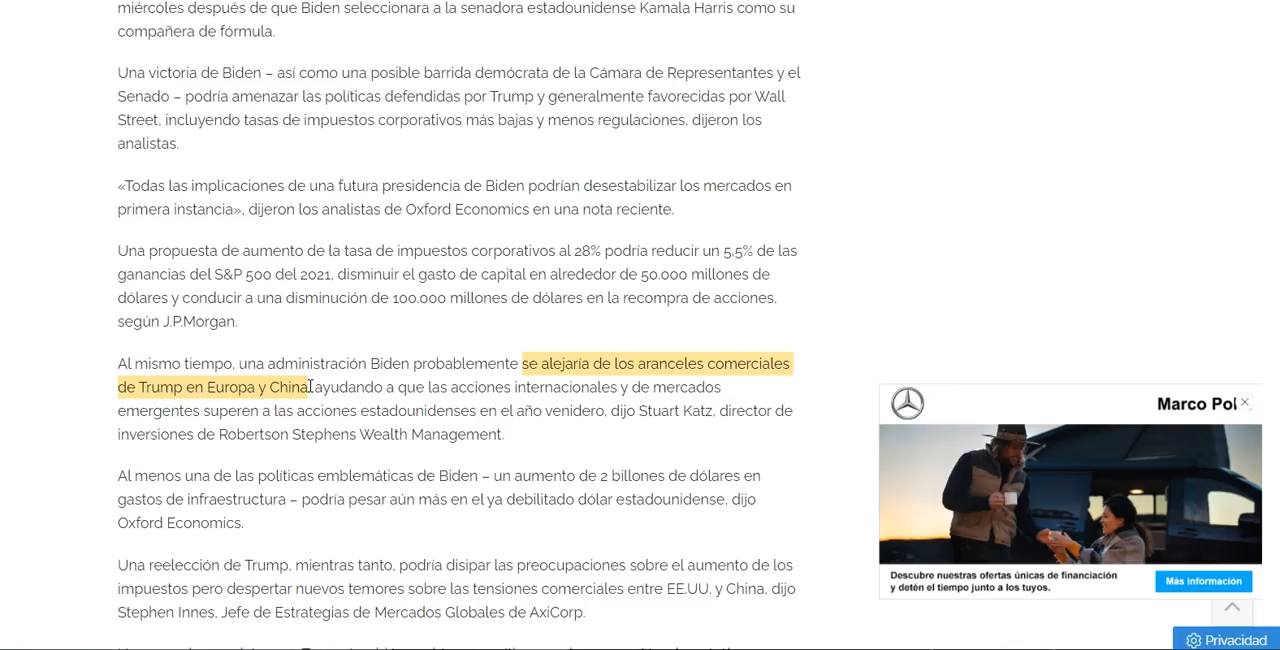 miércoles después de que Biden seleccionara a la senadora estadounidense Kamala Harris como su
compañera de fórmula.
Una victoria de Biden – así como una posible barrida demócrata de la Cámara de Representantes y el
Senado – podría amenazar las políticas defendidas por Trump y generalmente favorecidas por Wall
Street, incluyendo tasas de impuestos corporativos más bajas y menos regulaciones, dijeron los
analistas.
«Todas las implicaciones de una futura presidencia de Biden podrían desestabilizar los mercados en
primera instancia», dijeron los analistas de Oxford Economics en una nota reciente.
Una propuesta de aumento de la tasa de impuestos corporativos al 28% podría reducir un 5,5% de las
ganancias del S&P 500 del 2021, disminuir el gasto de capital en alrededor de 50.000 millones de
dólares y conducir a una disminución de 100.000 millones de dólares en la recompra de acciones,
según J.P.Morgan.
Al mismo tiempo, una administración Biden probablemente se alejaría de los aranceles comerciales
de Trump en Europa y China, ayudando a que las acciones internacionales y de mercados
emergentes superen a las acciones estadounidenses en el año venidero, dijo Stuart Katz, director de
inversiones de Robertson Stephens Wealth Management.
Al menos una de las políticas emblemáticas de Biden – un aumento de 2 billones de dólares en
gastos de infraestructura – podría pesar aún más en el ya debilitado dólar estadounidense, dijo
Oxford Economics.
Una reelección de Trump, mientras tanto, podría disipar las preocupaciones sobre el aumento de los
impuestos pero despertar nuevos temores sobre las tensiones comerciales entre EE.UU. y China, dijo
Stephen Innes, Jefe de Estrategias de Mercados Globales de AxiCorp.
Marco Pol
Descubre nuestras ofertas únicas de financiación
y detén el tiempo junto a los tuyos.
Más información
Privacidad